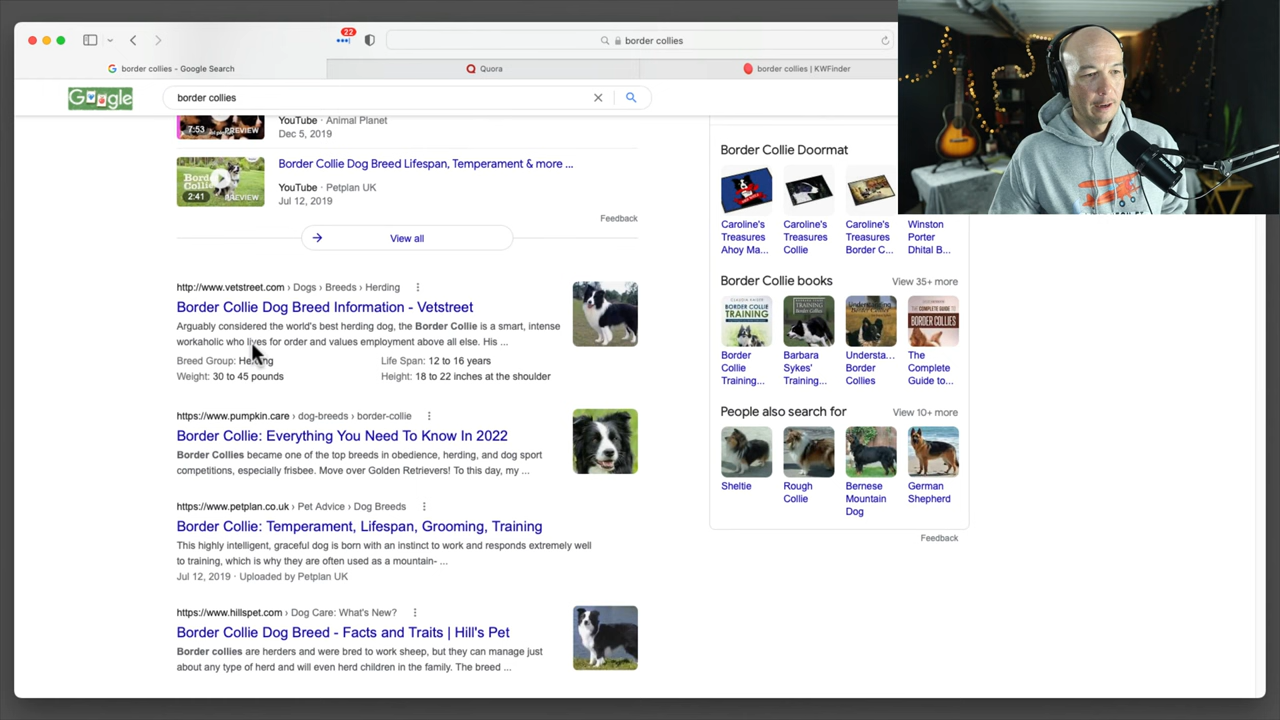 22
border collies
border collies - Google Search
Quora
border collies | KWFinder
Google
border collies
7:53
PREVIEW
YouTube · Animal Planet
Dec 5, 2019
2:41
PREVIEW
Border Collie Dog Breed Lifespan, Temperament & more ...
YouTube · Petplan UK
Jul 12, 2019
Feedback
View all
http://www.vetstreet.com › Dogs › Breeds › Herding
Border Collie Dog Breed Information - Vetstreet
Arguably considered the world's best herding dog, the Border Collie is a smart, intense
workaholic who lives for order and values employment above all else. His ...
Breed Group: Herding
Life Span: 12 to 16 years
Weight: 30 to 45 pounds
Height: 18 to 22 inches at the shoulder
https://www.pumpkin.care › dog-breeds › border-collie
Border Collie: Everything You Need To Know In 2022
Border Collies became one of the top breeds in obedience, herding, and dog sport
competitions, especially frisbee. Move over Golden Retrievers! To this day, my ...
https://www.petplan.co.uk › Pet Advice › Dog Breeds
Border Collie: Temperament, Lifespan, Grooming, Training
This highly intelligent, graceful dog is born with an instinct to work and responds extremely well
to training, which is why they are often used as a mountain- ...
Jul 12, 2019 · Uploaded by Petplan UK
https://www.hillspet.com › Dog Care: What's New?
Border Collie Dog Breed - Facts and Traits | Hill's Pet
Border collies are herders and were bred to work sheep, but they can manage just
about any type of herd and will even herd children in the family. The breed ...
Border Collie Doormat
Caroline's
Treasures
Ahoy Ma...
Caroline's
Treasures
Collie
Caroline's
Treasures
Border C...
Winston
Porter
Dhital B...
Border Collie books
View 35+ more
BORDER COLLIE
TRAINING
BORDER COLLIES
Border
Collie
Training...
Barbara
Sykes'
Training...
Understa...
Border
Collies
The
Complete
Guide to...
People also search for
View 10+ more
Sheltie
Rough
Collie
Bernese
Mountain
Dog
German
Shepherd
Feedback